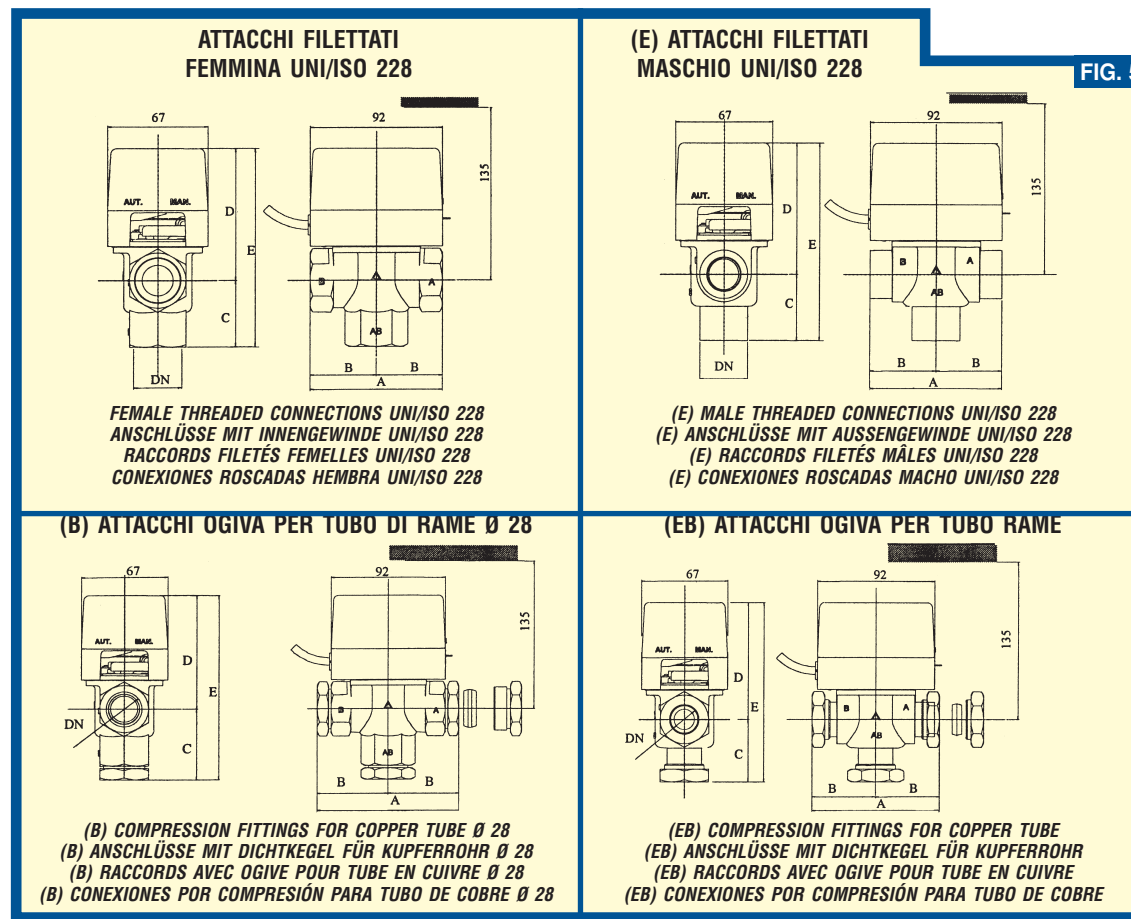 ATTACCHI FILETTATI
FEMMINA UNI/ISO 228
67
92
135
AUT. MAN.
D
E
C
DN
B
A
AB
B B
A
FEMALE THREADED CONNECTIONS UNI/ISO 228
ANSCHLÜSSE MIT INNENGEWINDE UNI/ISO 228
RACCORDS FILETÉS FEMELLES UNI/ISO 228
CONEXIONES ROSCADAS HEMBRA UNI/ISO 228
(E) ATTACCHI FILETTATI
MASCHIO UNI/ISO 228
FIG.
67
92
135
AUT. MAN.
D
E
C
DN
B A
AB
B B
A
(E) MALE THREADED CONNECTIONS UNI/ISO 228
(E) ANSCHLÜSSE MIT AUSSENGEWINDE UNI/ISO 228
(E) RACCORDS FILETÉS MÂLES UNI/ISO 228
(E) CONEXIONES ROSCADAS MACHO UNI/ISO 228
(B) ATTACCHI OGIVA PER TUBO DI RAME Ø 28
67
92
135
AUT. MAN.
D
E
DN
C
B A
AB
B B
A
(B) COMPRESSION FITTINGS FOR COPPER TUBE Ø 28
(B) ANSCHLÜSSE MIT DICHTKEGEL FÜR KUPFERROHR Ø 28
(B) RACCORDS AVEC OGIVE POUR TUBE EN CUIVRE Ø 28
(B) CONEXIONES POR COMPRESIÓN PARA TUBO DE COBRE Ø 28
(EB) ATTACCHI OGIVA PER TUBO RAME
67
92
135
AUT. MAN.
D
E
DN
C
B A
AB
B B
A
(EB) COMPRESSION FITTINGS FOR COPPER TUBE
(EB) ANSCHLÜSSE MIT DICHTKEGEL FÜR KUPFERROHR
(EB) RACCORDS AVEC OGIVE POUR TUBE EN CUIVRE
(EB) CONEXIONES POR COMPRESIÓN PARA TUBO DE COBRE